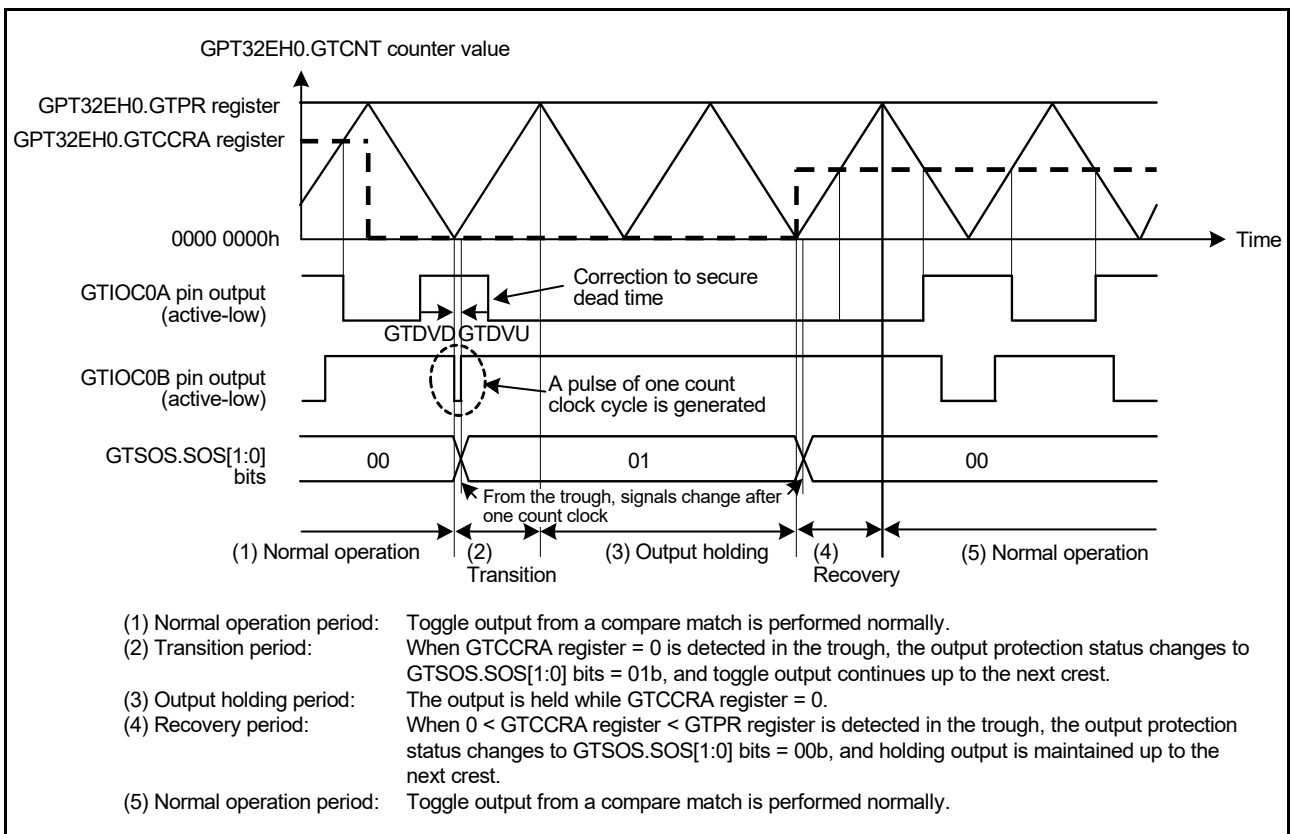 GPT32EH0.GTCNT counter value
GPT32EH0.GTPR register
GPT32EH0.GTCCRA register
0000 0000h
Time
GTIOC0A pin output
(active-low)
Correction to secure
dead time
GTDVD GTDVU
GTIOC0B pin output
(active-low)
A pulse of one count
clock cycle is generated
GTSOS.SOS[1:0]
bits
00
01
00
From the trough, signals change after
one count clock
(1) Normal operation
(2)
Transition
(3) Output holding
(4)
Recovery
(5) Normal operation
(1) Normal operation period: Toggle output from a compare match is performed normally.
(2) Transition period: When GTCCRA register = 0 is detected in the trough, the output protection status changes to
GTSOS.SOS[1:0] bits = 01b, and toggle output continues up to the next crest.
(3) Output holding period: The output is held while GTCCRA register = 0.
(4) Recovery period: When 0 < GTCCRA register < GTPR register is detected in the trough, the output protection
status changes to GTSOS.SOS[1:0] bits = 00b, and holding output is maintained up to the
next crest.
(5) Normal operation period: Toggle output from a compare match is performed normally.